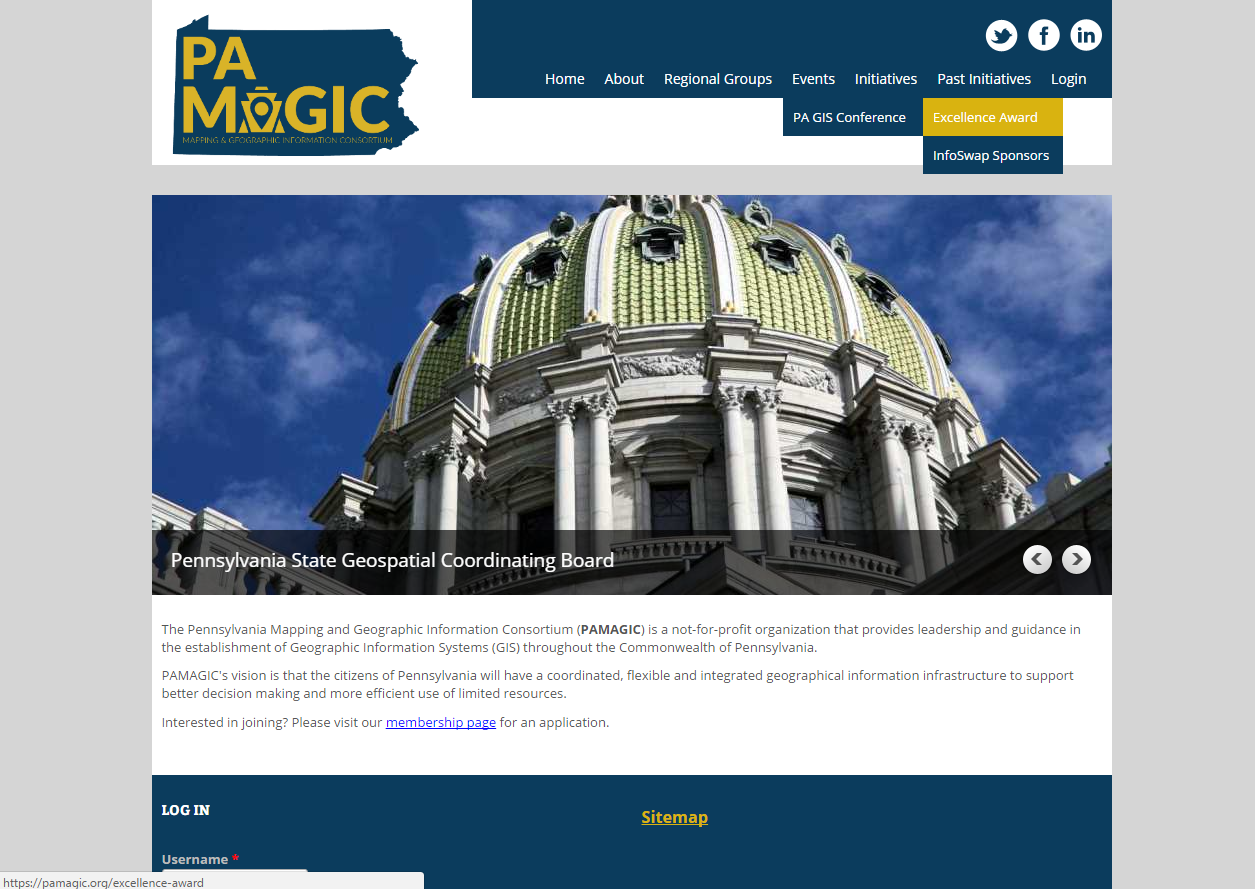 PA
MAGIC
MAPPING & GEOGRAPHIC INFORMATION CONSORTIUM
Home About Regional Groups Events Initiatives Past Initiatives Login
PA GIS Conference Excellence Award
InfoSwap Sponsors
Pennsylvania State Geospatial Coordinating Board
The Pennsylvania Mapping and Geographic Information Consortium (PAMAGIC) is a not-for-profit organization that provides leadership and guidance in
the establishment of Geographic Information Systems (GIS) throughout the Commonwealth of Pennsylvania.
PAMAGIC's vision is that the citizens of Pennsylvania will have a coordinated, flexible and integrated geographical information infrastructure to support
better decision making and more efficient use of limited resources.
Interested in joining? Please visit our membership page for an application.
LOG IN
Sitemap
Username *
https://pamagic.org/excellence-award